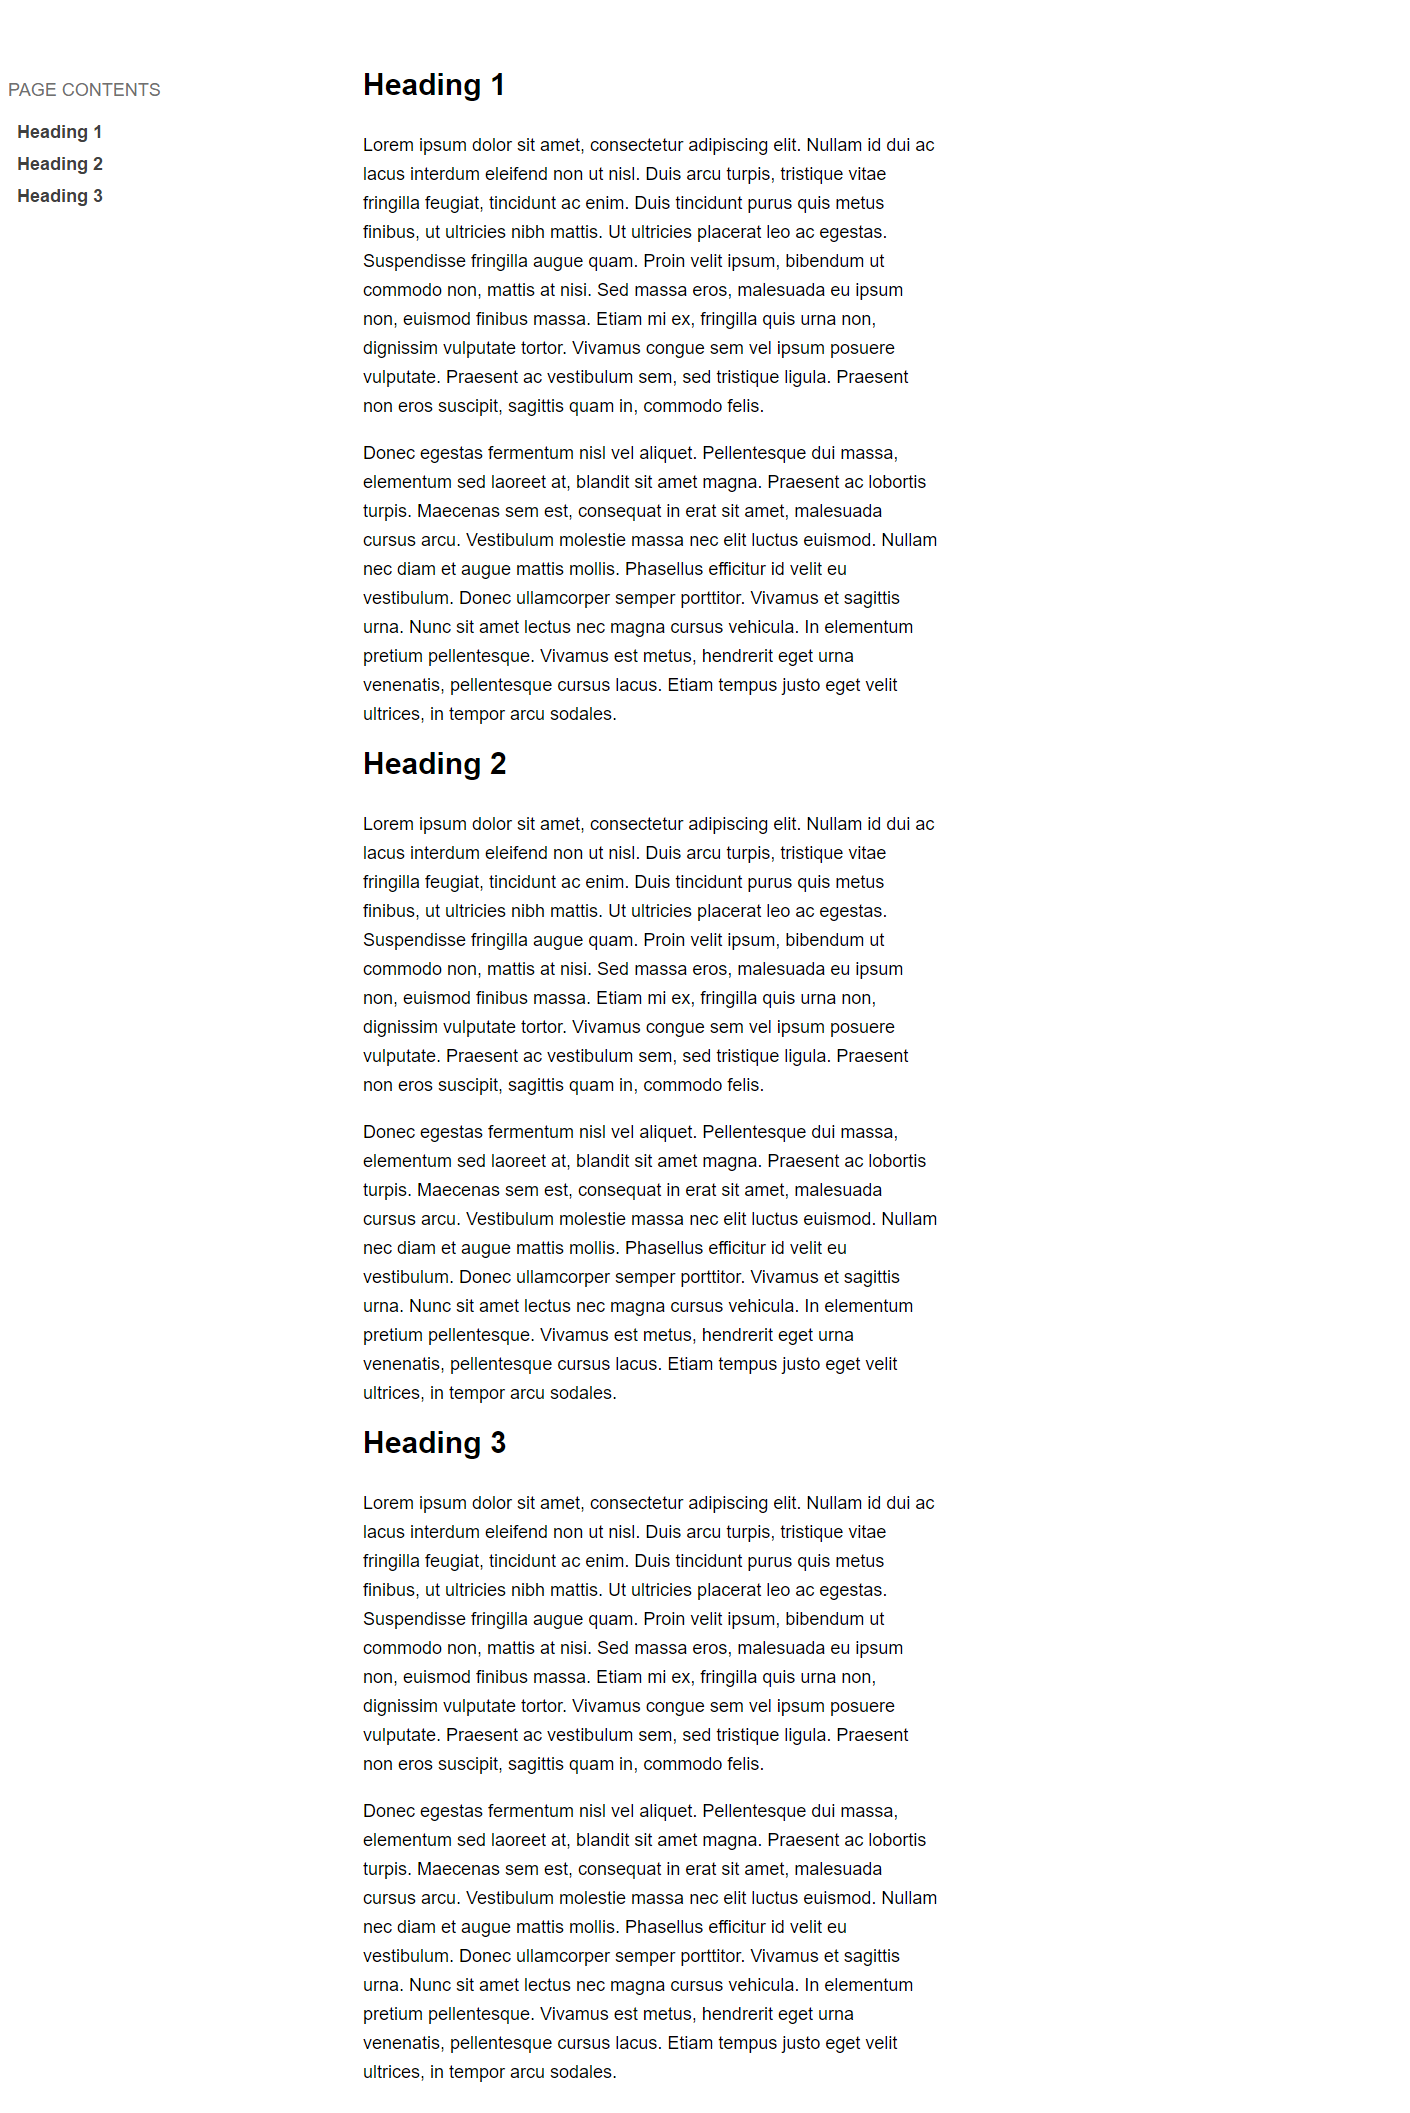 PAGE CONTENTS
Heading 1
Heading 2
Heading 3
Heading 1
Lorem ipsum dolor sit amet, consectetur adipiscing elit. Nullam id dui ac
lacus interdum eleifend non ut nisl. Duis arcu turpis, tristique vitae
fringilla feugiat, tincidunt ac enim. Duis tincidunt purus quis metus
finibus, ut ultricies nibh mattis. Ut ultricies placerat leo ac egestas.
Suspendisse fringilla augue quam. Proin velit ipsum, bibendum ut
commodo non, mattis at nisi. Sed massa eros, malesuada eu ipsum
non, euismod finibus massa. Etiam mi ex, fringilla quis urna non,
dignissim vulputate tortor. Vivamus congue sem vel ipsum posuere
vulputate. Praesent ac vestibulum sem, sed tristique ligula. Praesent
non eros suscipit, sagittis quam in, commodo felis.
Donec egestas fermentum nisl vel aliquet. Pellentesque dui massa,
elementum sed laoreet at, blandit sit amet magna. Praesent ac lobortis
turpis. Maecenas sem est, consequat in erat sit amet, malesuada
cursus arcu. Vestibulum molestie massa nec elit luctus euismod. Nullam
nec diam et augue mattis mollis. Phasellus efficitur id velit eu
vestibulum. Donec ullamcorper semper porttitor. Vivamus et sagittis
urna. Nunc sit amet lectus nec magna cursus vehicula. In elementum
pretium pellentesque. Vivamus est metus, hendrerit eget urna
venenatis, pellentesque cursus lacus. Etiam tempus justo eget velit
ultrices, in tempor arcu sodales.
Heading 2
Lorem ipsum dolor sit amet, consectetur adipiscing elit. Nullam id dui ac
lacus interdum eleifend non ut nisl. Duis arcu turpis, tristique vitae
fringilla feugiat, tincidunt ac enim. Duis tincidunt purus quis metus
finibus, ut ultricies nibh mattis. Ut ultricies placerat leo ac egestas.
Suspendisse fringilla augue quam. Proin velit ipsum, bibendum ut
commodo non, mattis at nisi. Sed massa eros, malesuada eu ipsum
non, euismod finibus massa. Etiam mi ex, fringilla quis urna non,
dignissim vulputate tortor. Vivamus congue sem vel ipsum posuere
vulputate. Praesent ac vestibulum sem, sed tristique ligula. Praesent
non eros suscipit, sagittis quam in, commodo felis.
Donec egestas fermentum nisl vel aliquet. Pellentesque dui massa,
elementum sed laoreet at, blandit sit amet magna. Praesent ac lobortis
turpis. Maecenas sem est, consequat in erat sit amet, malesuada
cursus arcu. Vestibulum molestie massa nec elit luctus euismod. Nullam
nec diam et augue mattis mollis. Phasellus efficitur id velit eu
vestibulum. Donec ullamcorper semper porttitor. Vivamus et sagittis
urna. Nunc sit amet lectus nec magna cursus vehicula. In elementum
pretium pellentesque. Vivamus est metus, hendrerit eget urna
venenatis, pellentesque cursus lacus. Etiam tempus justo eget velit
ultrices, in tempor arcu sodales.
Heading 3
Lorem ipsum dolor sit amet, consectetur adipiscing elit. Nullam id dui ac
lacus interdum eleifend non ut nisl. Duis arcu turpis, tristique vitae
fringilla feugiat, tincidunt ac enim. Duis tincidunt purus quis metus
finibus, ut ultricies nibh mattis. Ut ultricies placerat leo ac egestas.
Suspendisse fringilla augue quam. Proin velit ipsum, bibendum ut
commodo non, mattis at nisi. Sed massa eros, malesuada eu ipsum
non, euismod finibus massa. Etiam mi ex, fringilla quis urna non,
dignissim vulputate tortor. Vivamus congue sem vel ipsum posuere
vulputate. Praesent ac vestibulum sem, sed tristique ligula. Praesent
non eros suscipit, sagittis quam in, commodo felis.
Donec egestas fermentum nisl vel aliquet. Pellentesque dui massa,
elementum sed laoreet at, blandit sit amet magna. Praesent ac lobortis
turpis. Maecenas sem est, consequat in erat sit amet, malesuada
cursus arcu. Vestibulum molestie massa nec elit luctus euismod. Nullam
nec diam et augue mattis mollis. Phasellus efficitur id velit eu
vestibulum. Donec ullamcorper semper porttitor. Vivamus et sagittis
urna. Nunc sit amet lectus nec magna cursus vehicula. In elementum
pretium pellentesque. Vivamus est metus, hendrerit eget urna
venenatis, pellentesque cursus lacus. Etiam tempus justo eget velit
ultrices, in tempor arcu sodales.